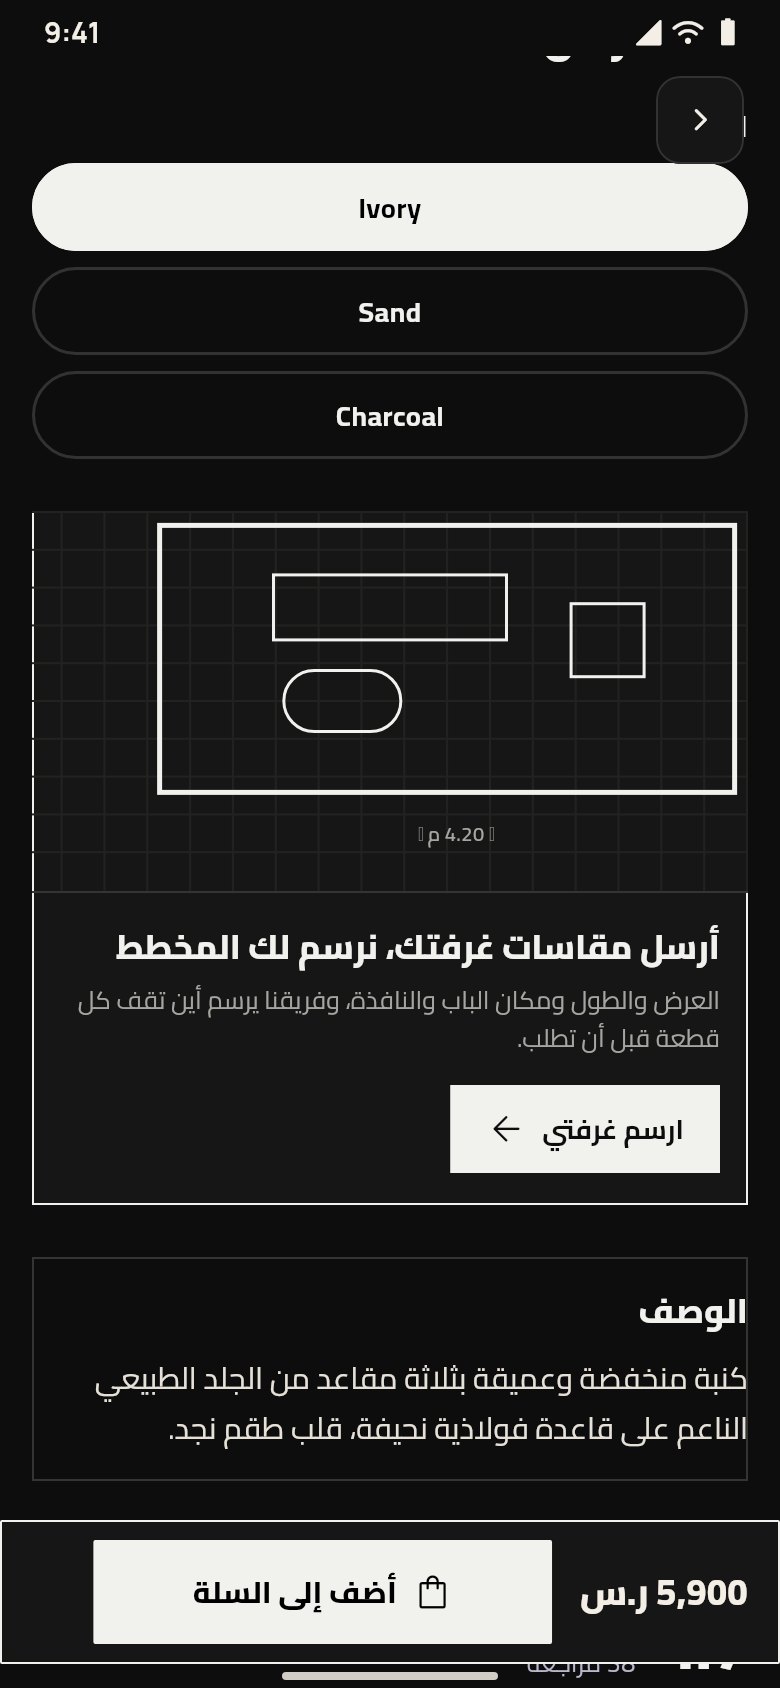 9:41
Ivory
Sand
Charcoal
4.20 م
أرسل مقاسات غرفتك، نرسم لك المخطط
العرض والطول ومكان الباب والنافذة، وفريقنا يرسم أين تقف كل
قطعة قبل أن تطلب.
ارسم غرفتي
الوصف
كنبة منخفضة وعميقة بثلاثة مقاعد من الجلد الطبيعي
الناعم على قاعدة فولاذية نحيفة، قلب طقم نجد.
5,900 ر.س
أضف إلى السلة
38 مراجعة